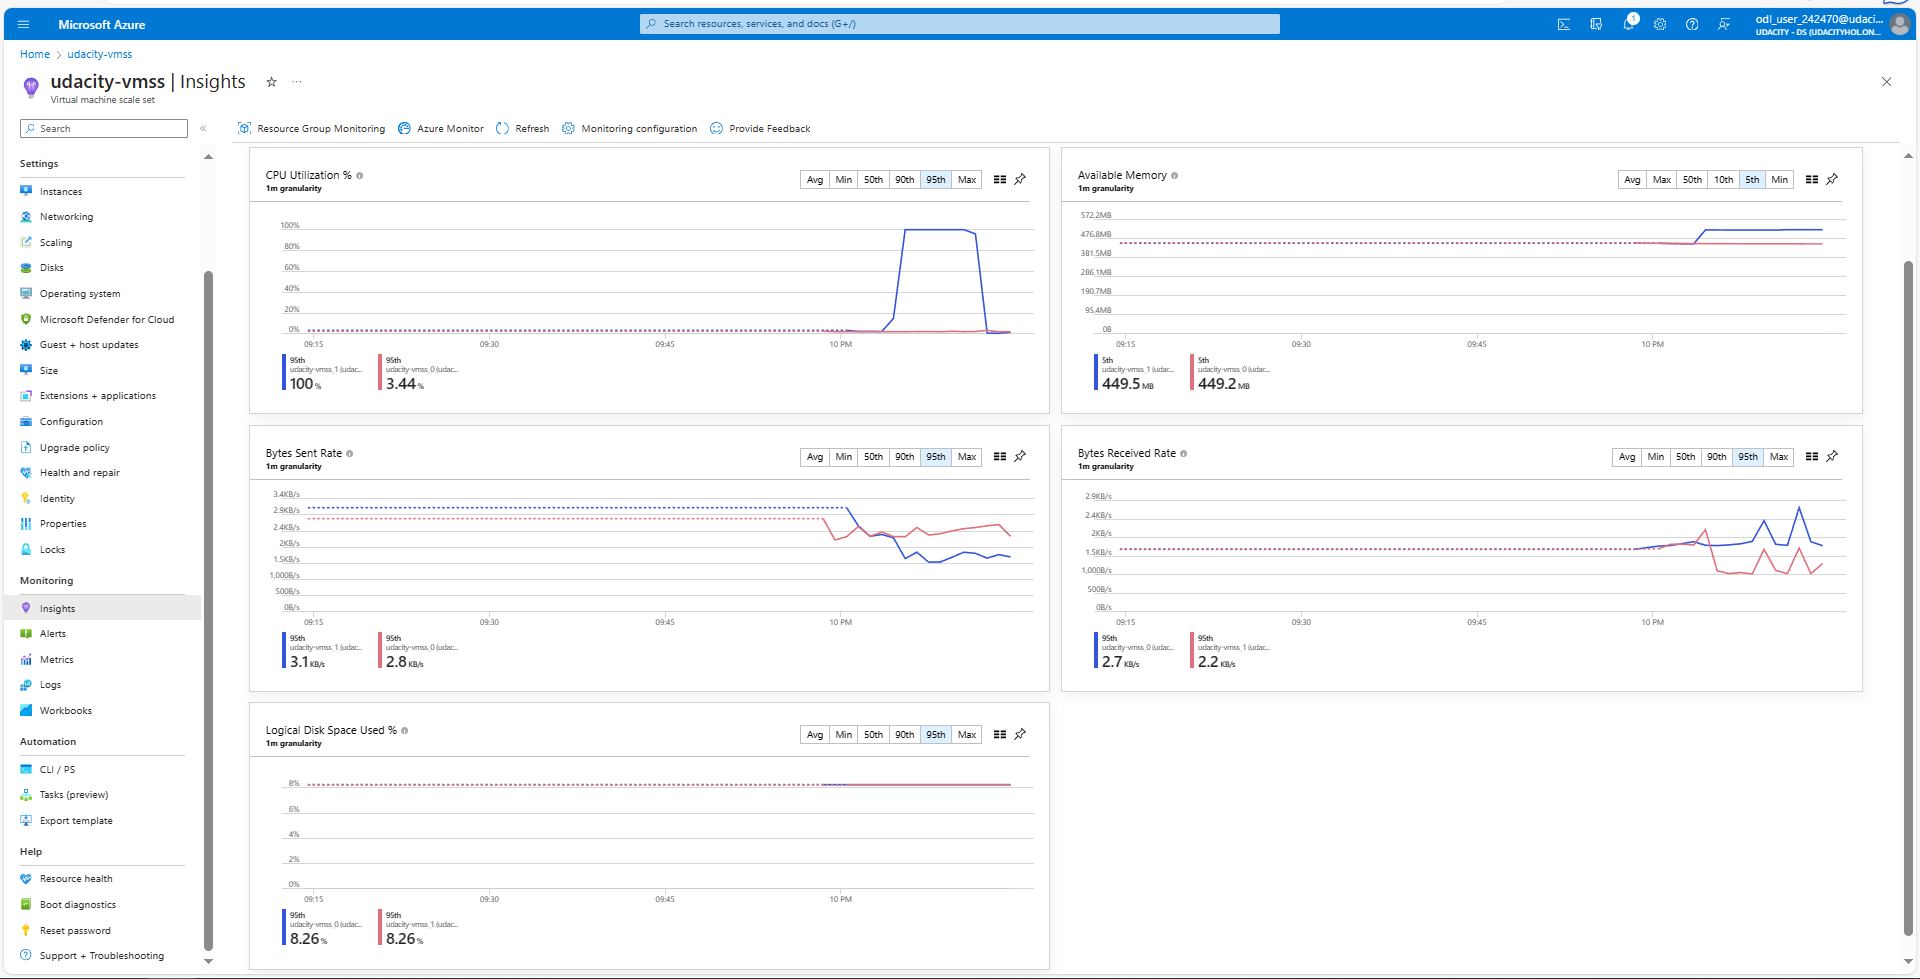 Microsoft Azure
Search resources, services, and docs (G+/)
1
odl_user_242470@udaci...
UDACITY - DS (UDACITYHOL.ON...
Home > udacity-vmss
udacity-vmss | Insights
Virtual machine scale set
Search
Resource Group Monitoring
Azure Monitor
Refresh
Monitoring configuration
Provide Feedback
Settings
Instances
Networking
Scaling
Disks
Operating system
Microsoft Defender for Cloud
Guest + host updates
Size
Extensions + applications
Configuration
Upgrade policy
Health and repair
Identity
Properties
Locks
Monitoring
Insights
Alerts
Metrics
Logs
Workbooks
Automation
CLI / PS
Tasks (preview)
Export template
Help
Resource health
Boot diagnostics
Reset password
Support + Troubleshooting
CPU Utilization %
1m granularity
Avg Min 50th 90th 95th Max
100%
80%
60%
40%
20%
0%
09:15 09:30 09:45 10 PM
95th
udacity-vmss_1 (udac...
100 %
95th
udacity-vmss_0 (udac...
3.44 %
Available Memory
1m granularity
Avg Max 50th 10th 5th Min
572.2MB
476.8MB
381.5MB
286.1MB
190.7MB
95.4MB
0B
09:15 09:30 09:45 10 PM
5th
udacity-vmss_1 (udac...
449.5 MB
5th
udacity-vmss_0 (udac...
449.2 MB
Bytes Sent Rate
1m granularity
Avg Min 50th 90th 95th Max
3.4KB/s
2.9KB/s
2.4KB/s
2KB/s
1.5KB/s
1,000B/s
500B/s
0B/s
09:15 09:30 09:45 10 PM
95th
udacity-vmss_1 (udac...
3.1 KB/s
95th
udacity-vmss_0 (udac...
2.8 KB/s
Bytes Received Rate
1m granularity
Avg Min 50th 90th 95th Max
2.9KB/s
2.4KB/s
2KB/s
1.5KB/s
1,000B/s
500B/s
0B/s
09:15 09:30 09:45 10 PM
95th
udacity-vmss_0 (udac...
2.7 KB/s
95th
udacity-vmss_1 (udac...
2.2 KB/s
Logical Disk Space Used %
1m granularity
Avg Min 50th 90th 95th Max
8%
6%
4%
2%
0%
09:15 09:30 09:45 10 PM
95th
udacity-vmss_0 (udac...
8.26 %
95th
udacity-vmss_1 (udac...
8.26 %